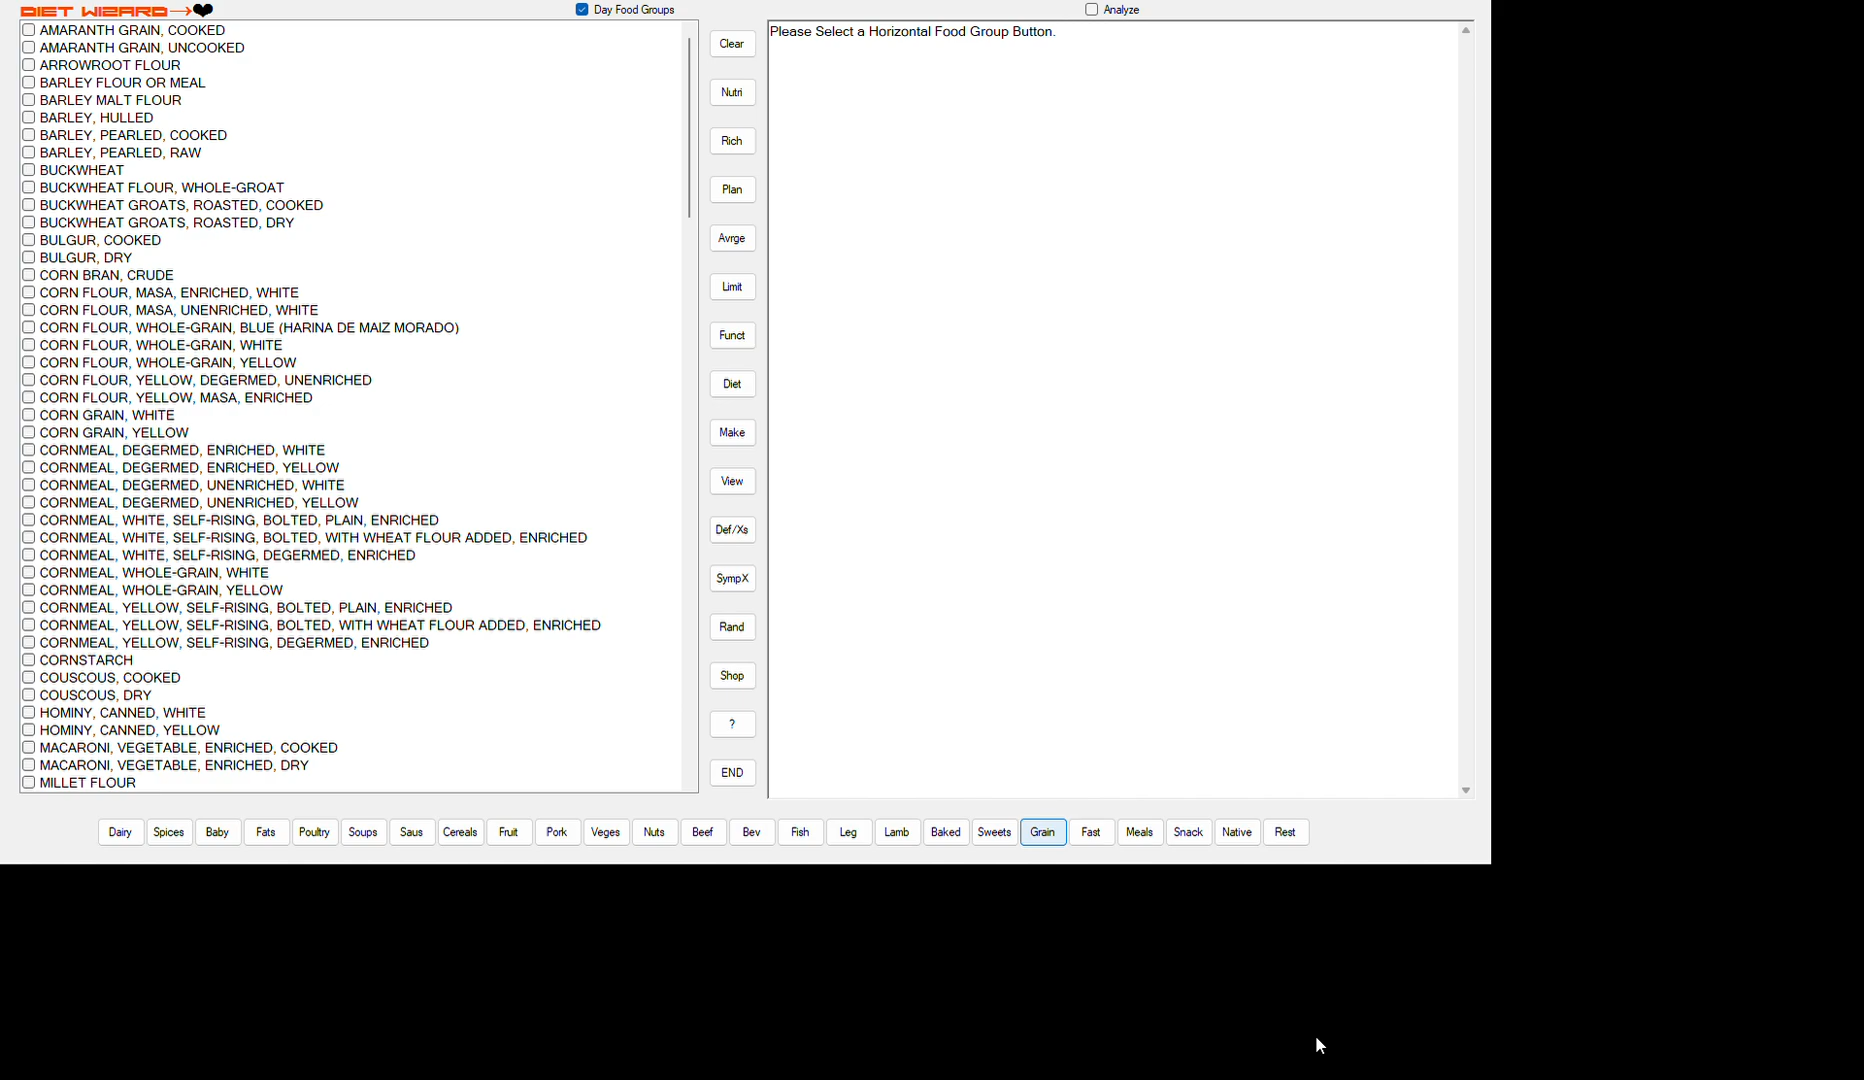 DIET WIZARD
Day Food Groups
Analyze
AMARANTH GRAIN, COOKED
AMARANTH GRAIN, UNCOOKED
ARROWROOT FLOUR
BARLEY FLOUR OR MEAL
BARLEY MALT FLOUR
BARLEY, HULLED
BARLEY, PEARLED, COOKED
BARLEY, PEARLED, RAW
BUCKWHEAT
BUCKWHEAT FLOUR, WHOLE-GROAT
BUCKWHEAT GROATS, ROASTED, COOKED
BUCKWHEAT GROATS, ROASTED, DRY
BULGUR, COOKED
BULGUR, DRY
CORN BRAN, CRUDE
CORN FLOUR, MASA, ENRICHED, WHITE
CORN FLOUR, MASA, UNENRICHED, WHITE
CORN FLOUR, WHOLE-GRAIN, BLUE (HARINA DE MAIZ MORADO)
CORN FLOUR, WHOLE-GRAIN, WHITE
CORN FLOUR, WHOLE-GRAIN, YELLOW
CORN FLOUR, YELLOW, DEGERMED, UNENRICHED
CORN FLOUR, YELLOW, MASA, ENRICHED
CORN GRAIN, WHITE
CORN GRAIN, YELLOW
CORNMEAL, DEGERMED, ENRICHED, WHITE
CORNMEAL, DEGERMED, ENRICHED, YELLOW
CORNMEAL, DEGERMED, UNENRICHED, WHITE
CORNMEAL, DEGERMED, UNENRICHED, YELLOW
CORNMEAL, WHITE, SELF-RISING, BOLTED, PLAIN, ENRICHED
CORNMEAL, WHITE, SELF-RISING, BOLTED, WITH WHEAT FLOUR ADDED, ENRICHED
CORNMEAL, WHITE, SELF-RISING, DEGERMED, ENRICHED
CORNMEAL, WHOLE-GRAIN, WHITE
CORNMEAL, WHOLE-GRAIN, YELLOW
CORNMEAL, YELLOW, SELF-RISING, BOLTED, PLAIN, ENRICHED
CORNMEAL, YELLOW, SELF-RISING, BOLTED, WITH WHEAT FLOUR ADDED, ENRICHED
CORNMEAL, YELLOW, SELF-RISING, DEGERMED, ENRICHED
CORNSTARCH
COUSCOUS, COOKED
COUSCOUS, DRY
HOMINY, CANNED, WHITE
HOMINY, CANNED, YELLOW
MACARONI, VEGETABLE, ENRICHED, COOKED
MACARONI, VEGETABLE, ENRICHED, DRY
MILLET FLOUR
Clear
Nutri
Rich
Plan
Avrge
Limit
Funct
Diet
Make
View
Def/Xs
SympX
Rand
Shop
?
END
Please Select a Horizontal Food Group Button.
Dairy Spices Baby Fats Poultry Soups Saus Cereals Fruit Pork Veges Nuts Beef Bev Fish Leg Lamb Baked Sweets Grain Fast Meals Snack Native Rest